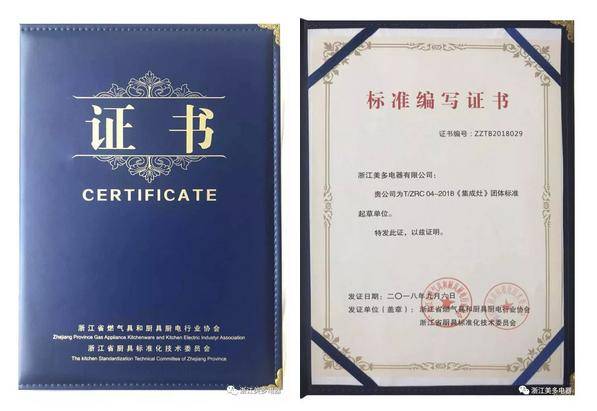 证书
CERTIFICATE
浙江省燃气具和厨具厨电行业协会
Zhejiang Province Gas Appliance Kitchenware and Kitchen Electric Industyr Association
浙江省厨具标准化技术委员会
The kitchen Standardization Technical Committee of Zhejiang Province
浙江美多电器
标准编写证书
证书编号：ZZTB2018029
浙江美多电器有限公司：
贵公司为T/ZRC 04-2018《集成灶》团体标准
起草单位。
特发此证，以兹证明。
发证日期：二〇一八年九月六日
发证单位（盖章）：浙江省燃气具和厨具厨电行业协会
浙江省厨具标准化技术委员会
浙江美多电器